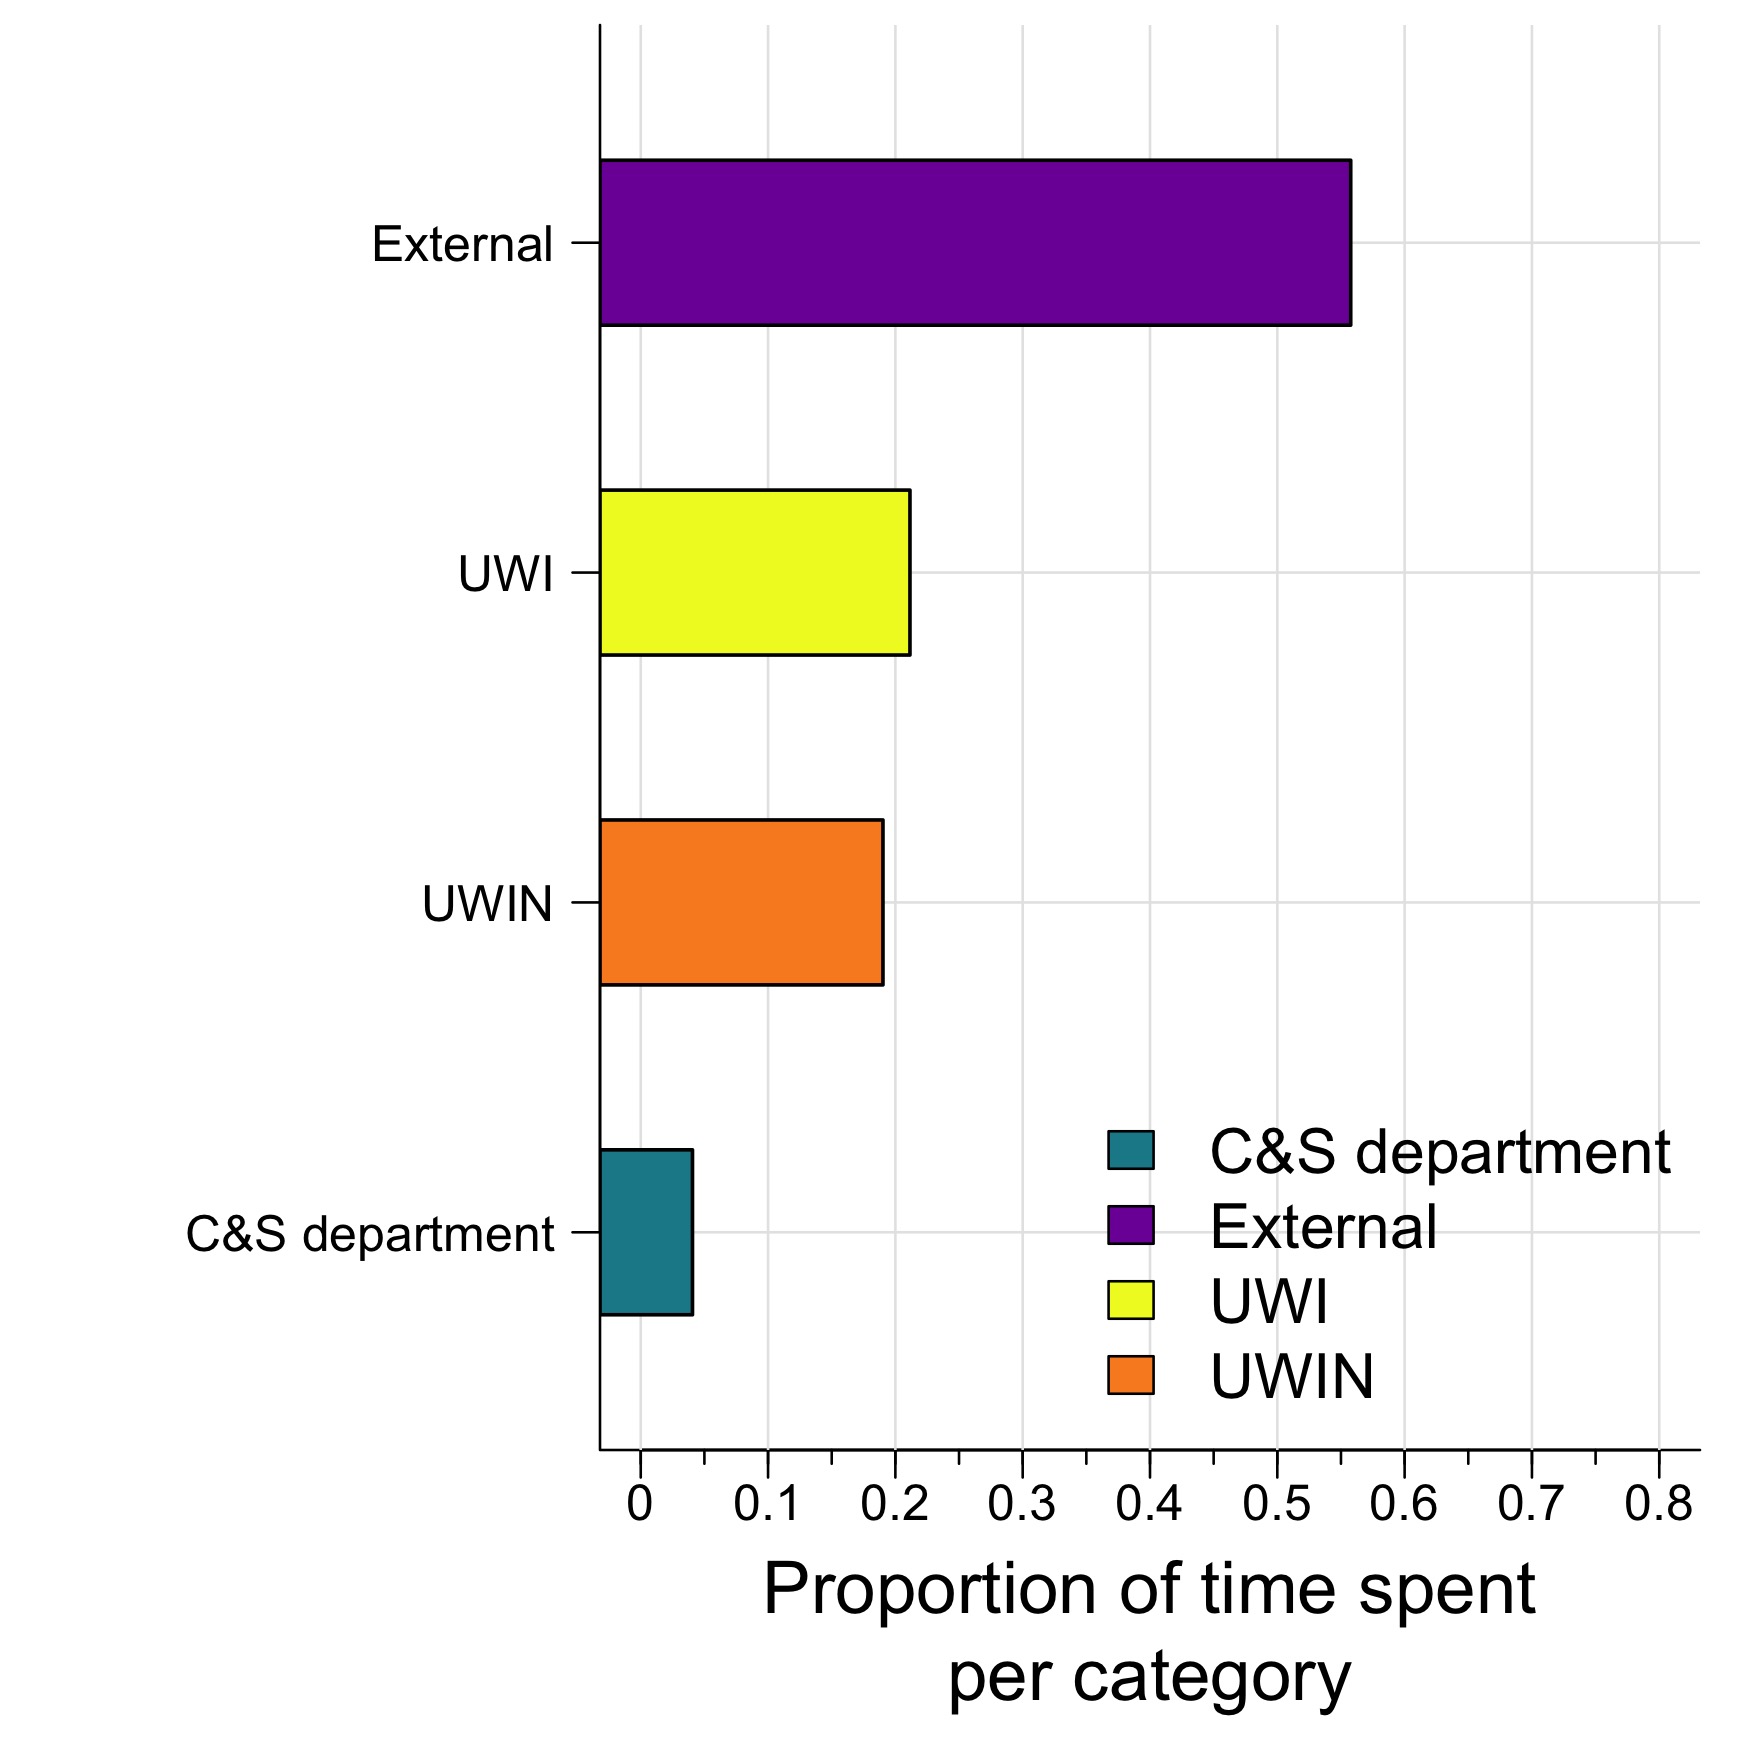 External
UWI
UWIN
C&S department
C&S department
External
UWI
UWIN
0 0.1 0.2 0.3 0.4 0.5 0.6 0.7 0.8
Proportion of time spent
per category